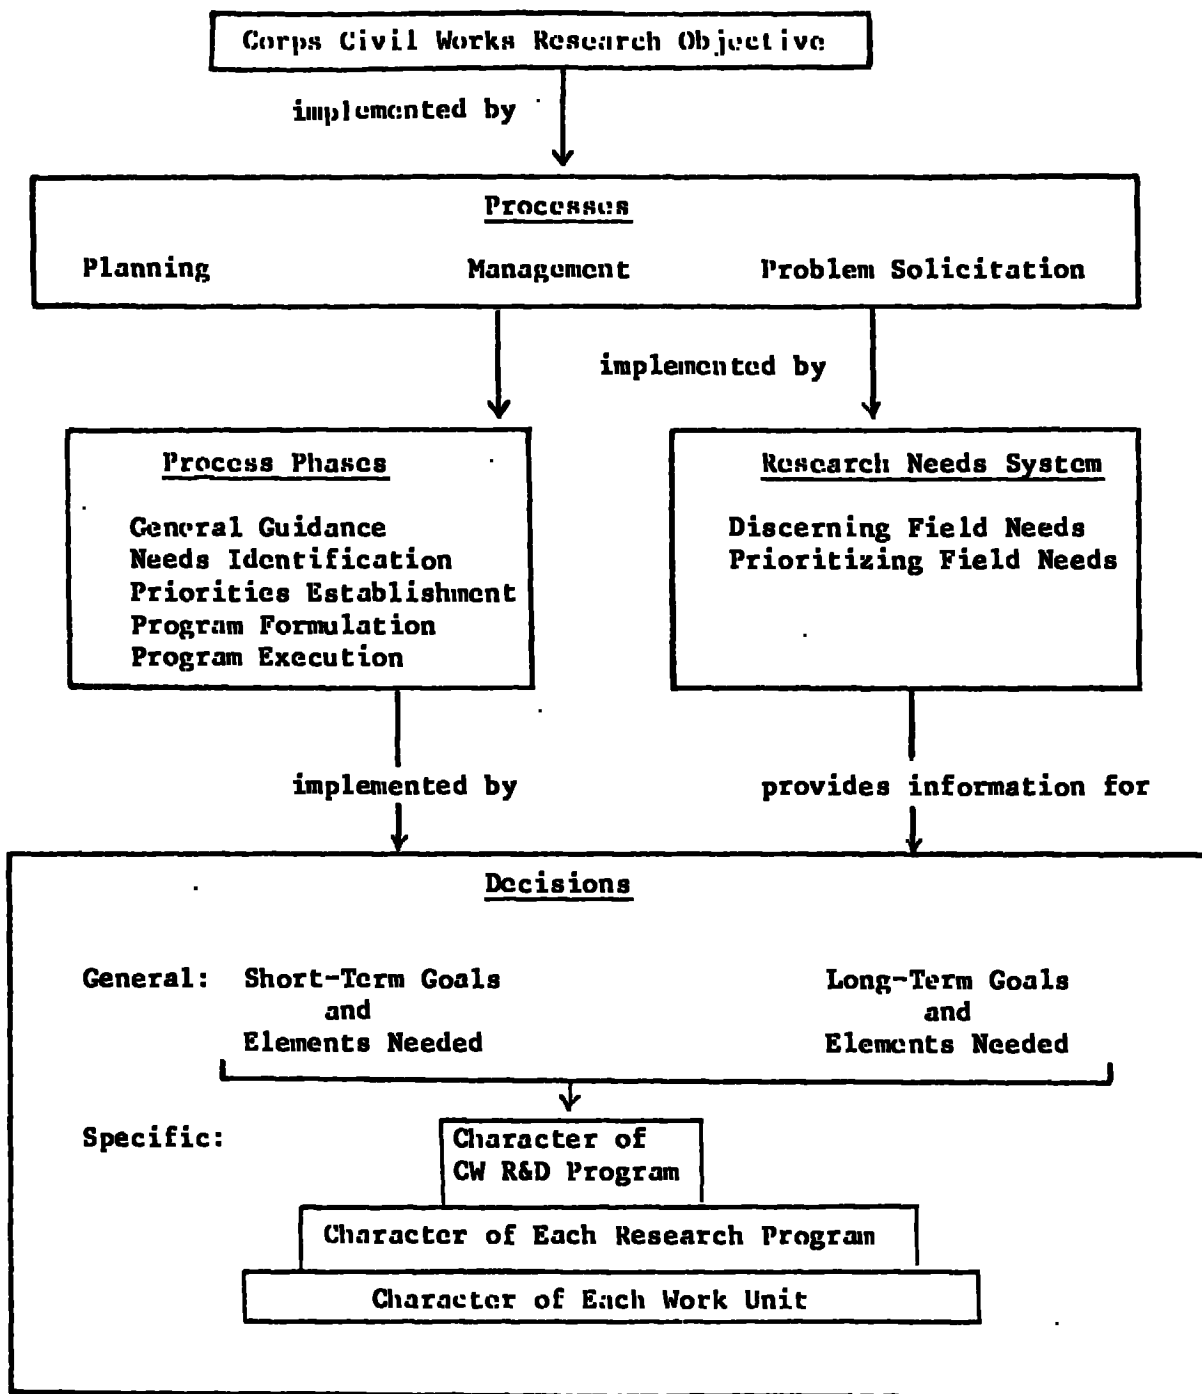 Corps Civil Works Research Objective
implemented by
Processes
Planning Management Problem Solicitation
implemented by
Process Phases
General Guidance
Needs Identification
Priorities Establishment
Program Formulation
Program Execution
Research Needs System
Discerning Field Needs
Prioritizing Field Needs
implemented by
provides information for
Decisions
General: Short-Term Goals
and
Elements Needed
Long-Term Goals
and
Elements Needed
Specific:
Character of
CW R&D Program
Character of Each Research Program
Character of Each Work Unit